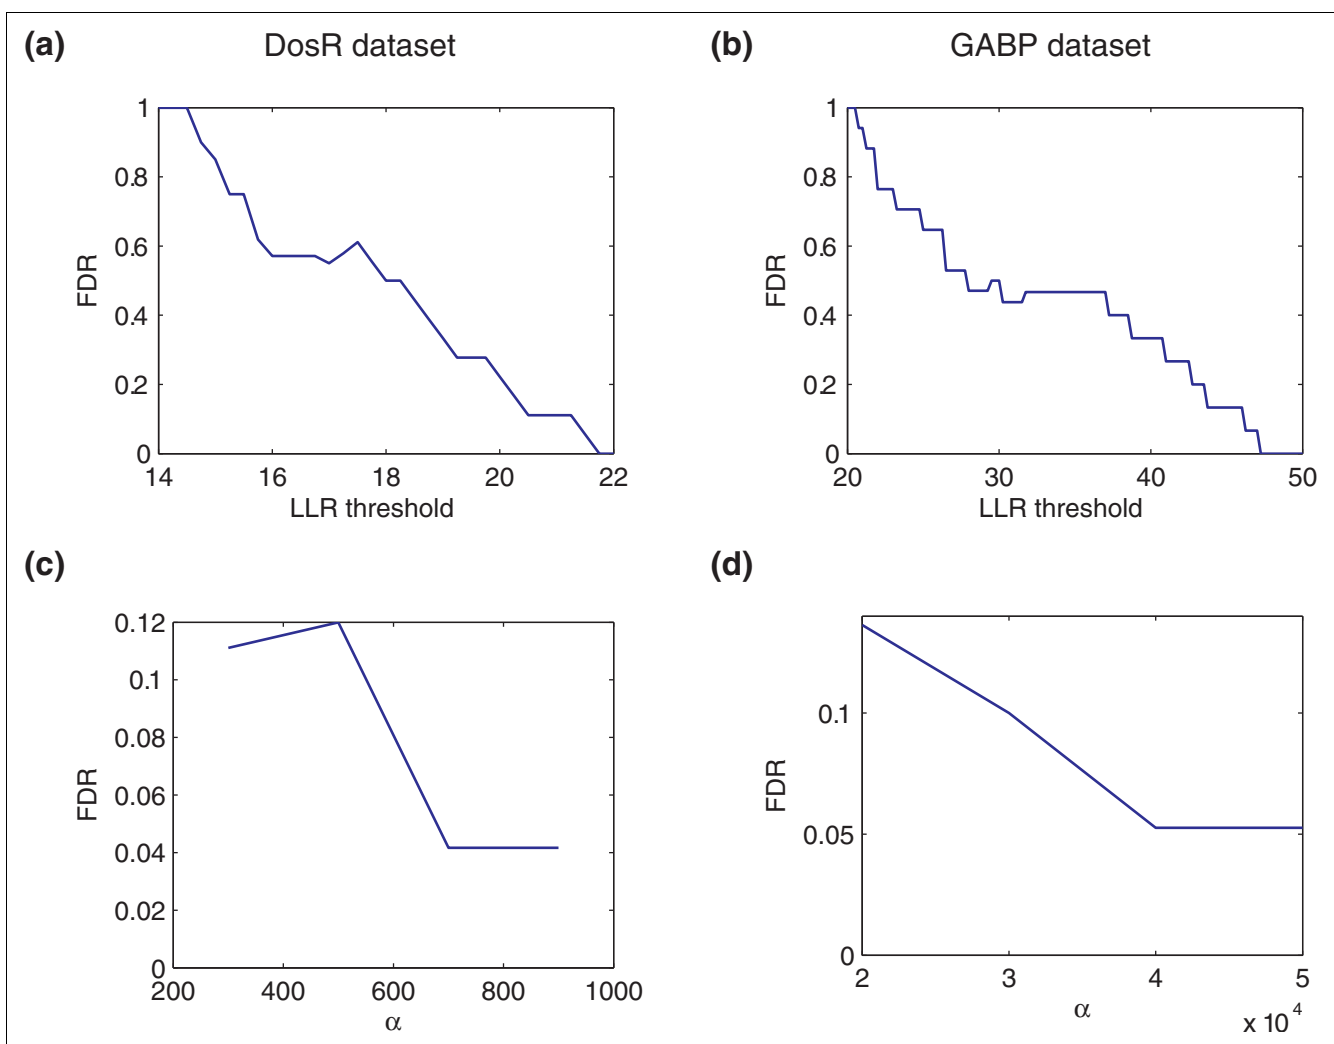 (a) DosR dataset
(b) GABP dataset
1
0.8
0.6
0.4
0.2
0
FDR
14 16 18 20 22
LLR threshold
1
0.8
0.6
0.4
0.2
0
FDR
20 30 40 50
LLR threshold
(c)
(d)
0.12
0.1
0.08
0.06
0.04
0.02
0
FDR
200 400 600 800 1000
α
0.1
0.05
0
FDR
2 3 4 5
α
x 10^4